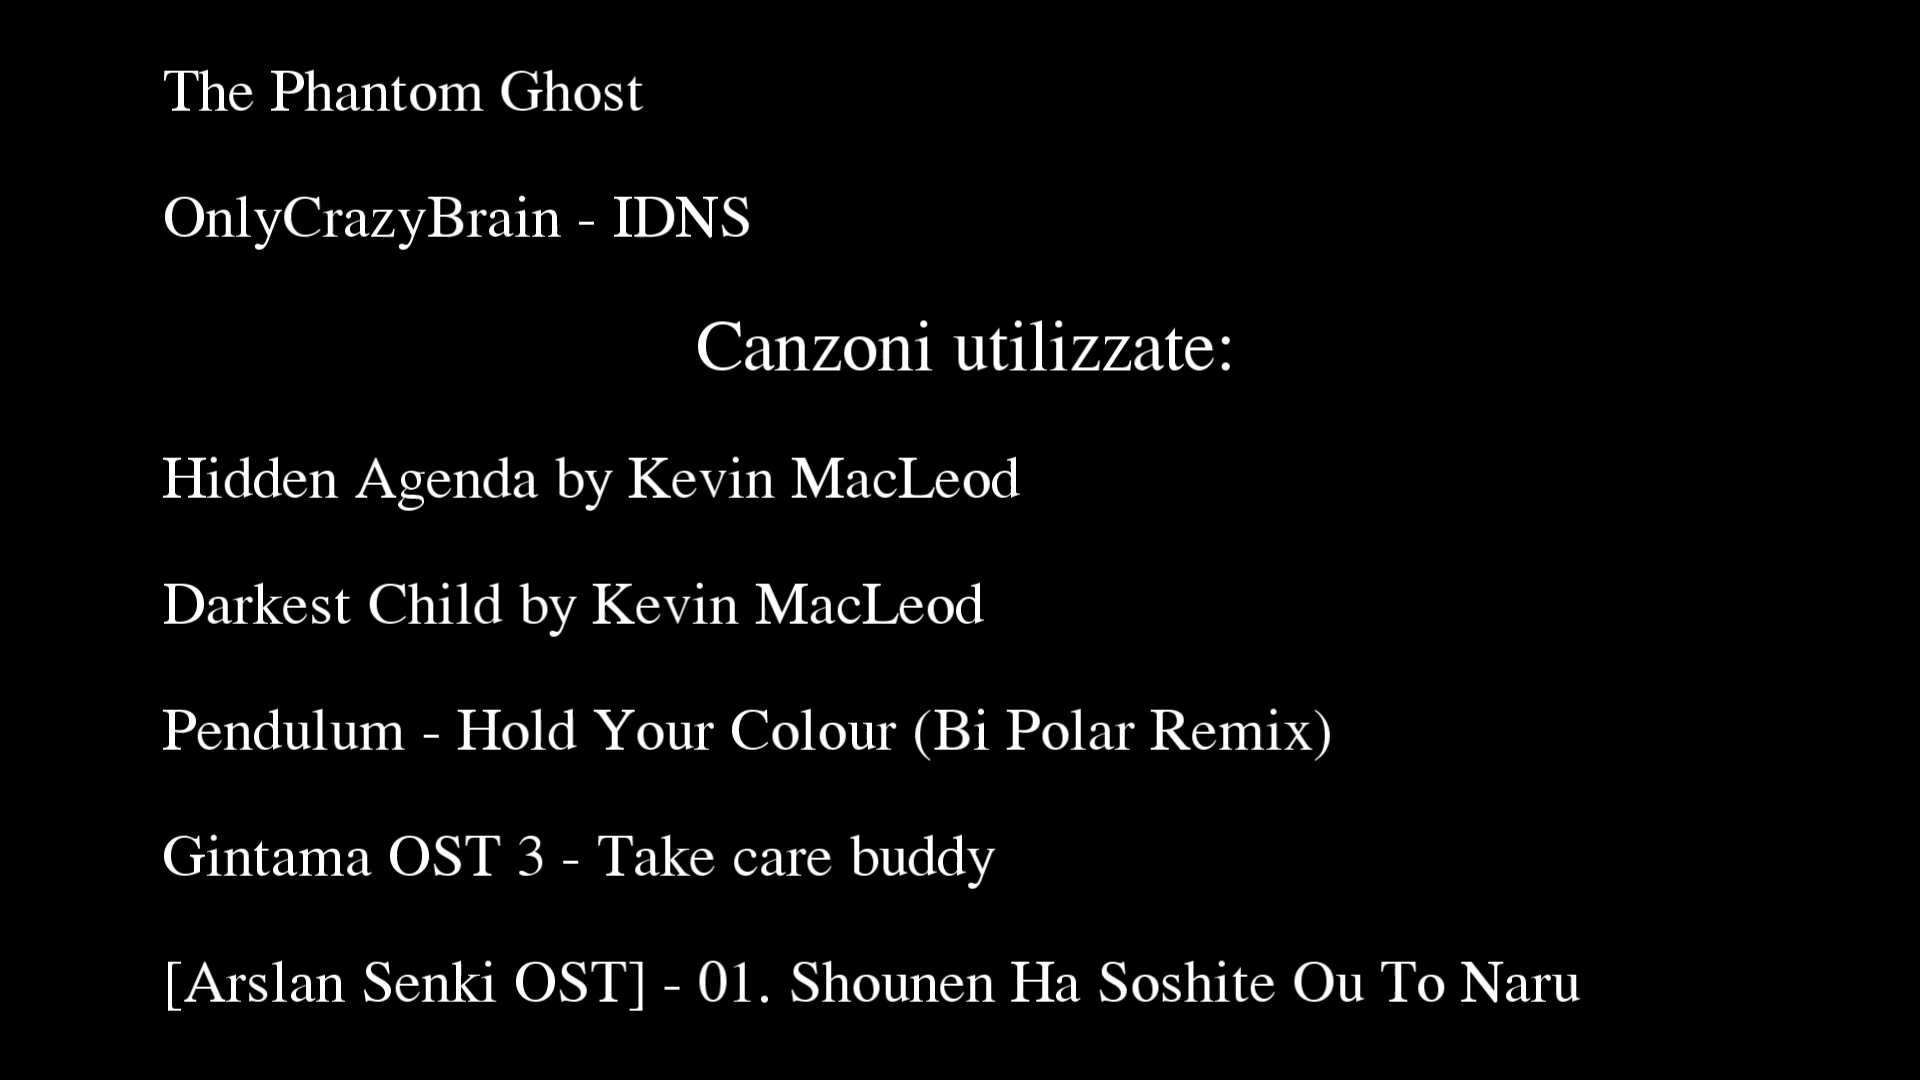 The Phantom Ghost
OnlyCrazyBrain - IDNS
Canzoni utilizzate:
Hidden Agenda by Kevin MacLeod
Darkest Child by Kevin MacLeod
Pendulum - Hold Your Colour (Bi Polar Remix)
Gintama OST 3 - Take care buddy
[Arslan Senki OST] - 01. Shounen Ha Soshite Ou To Naru